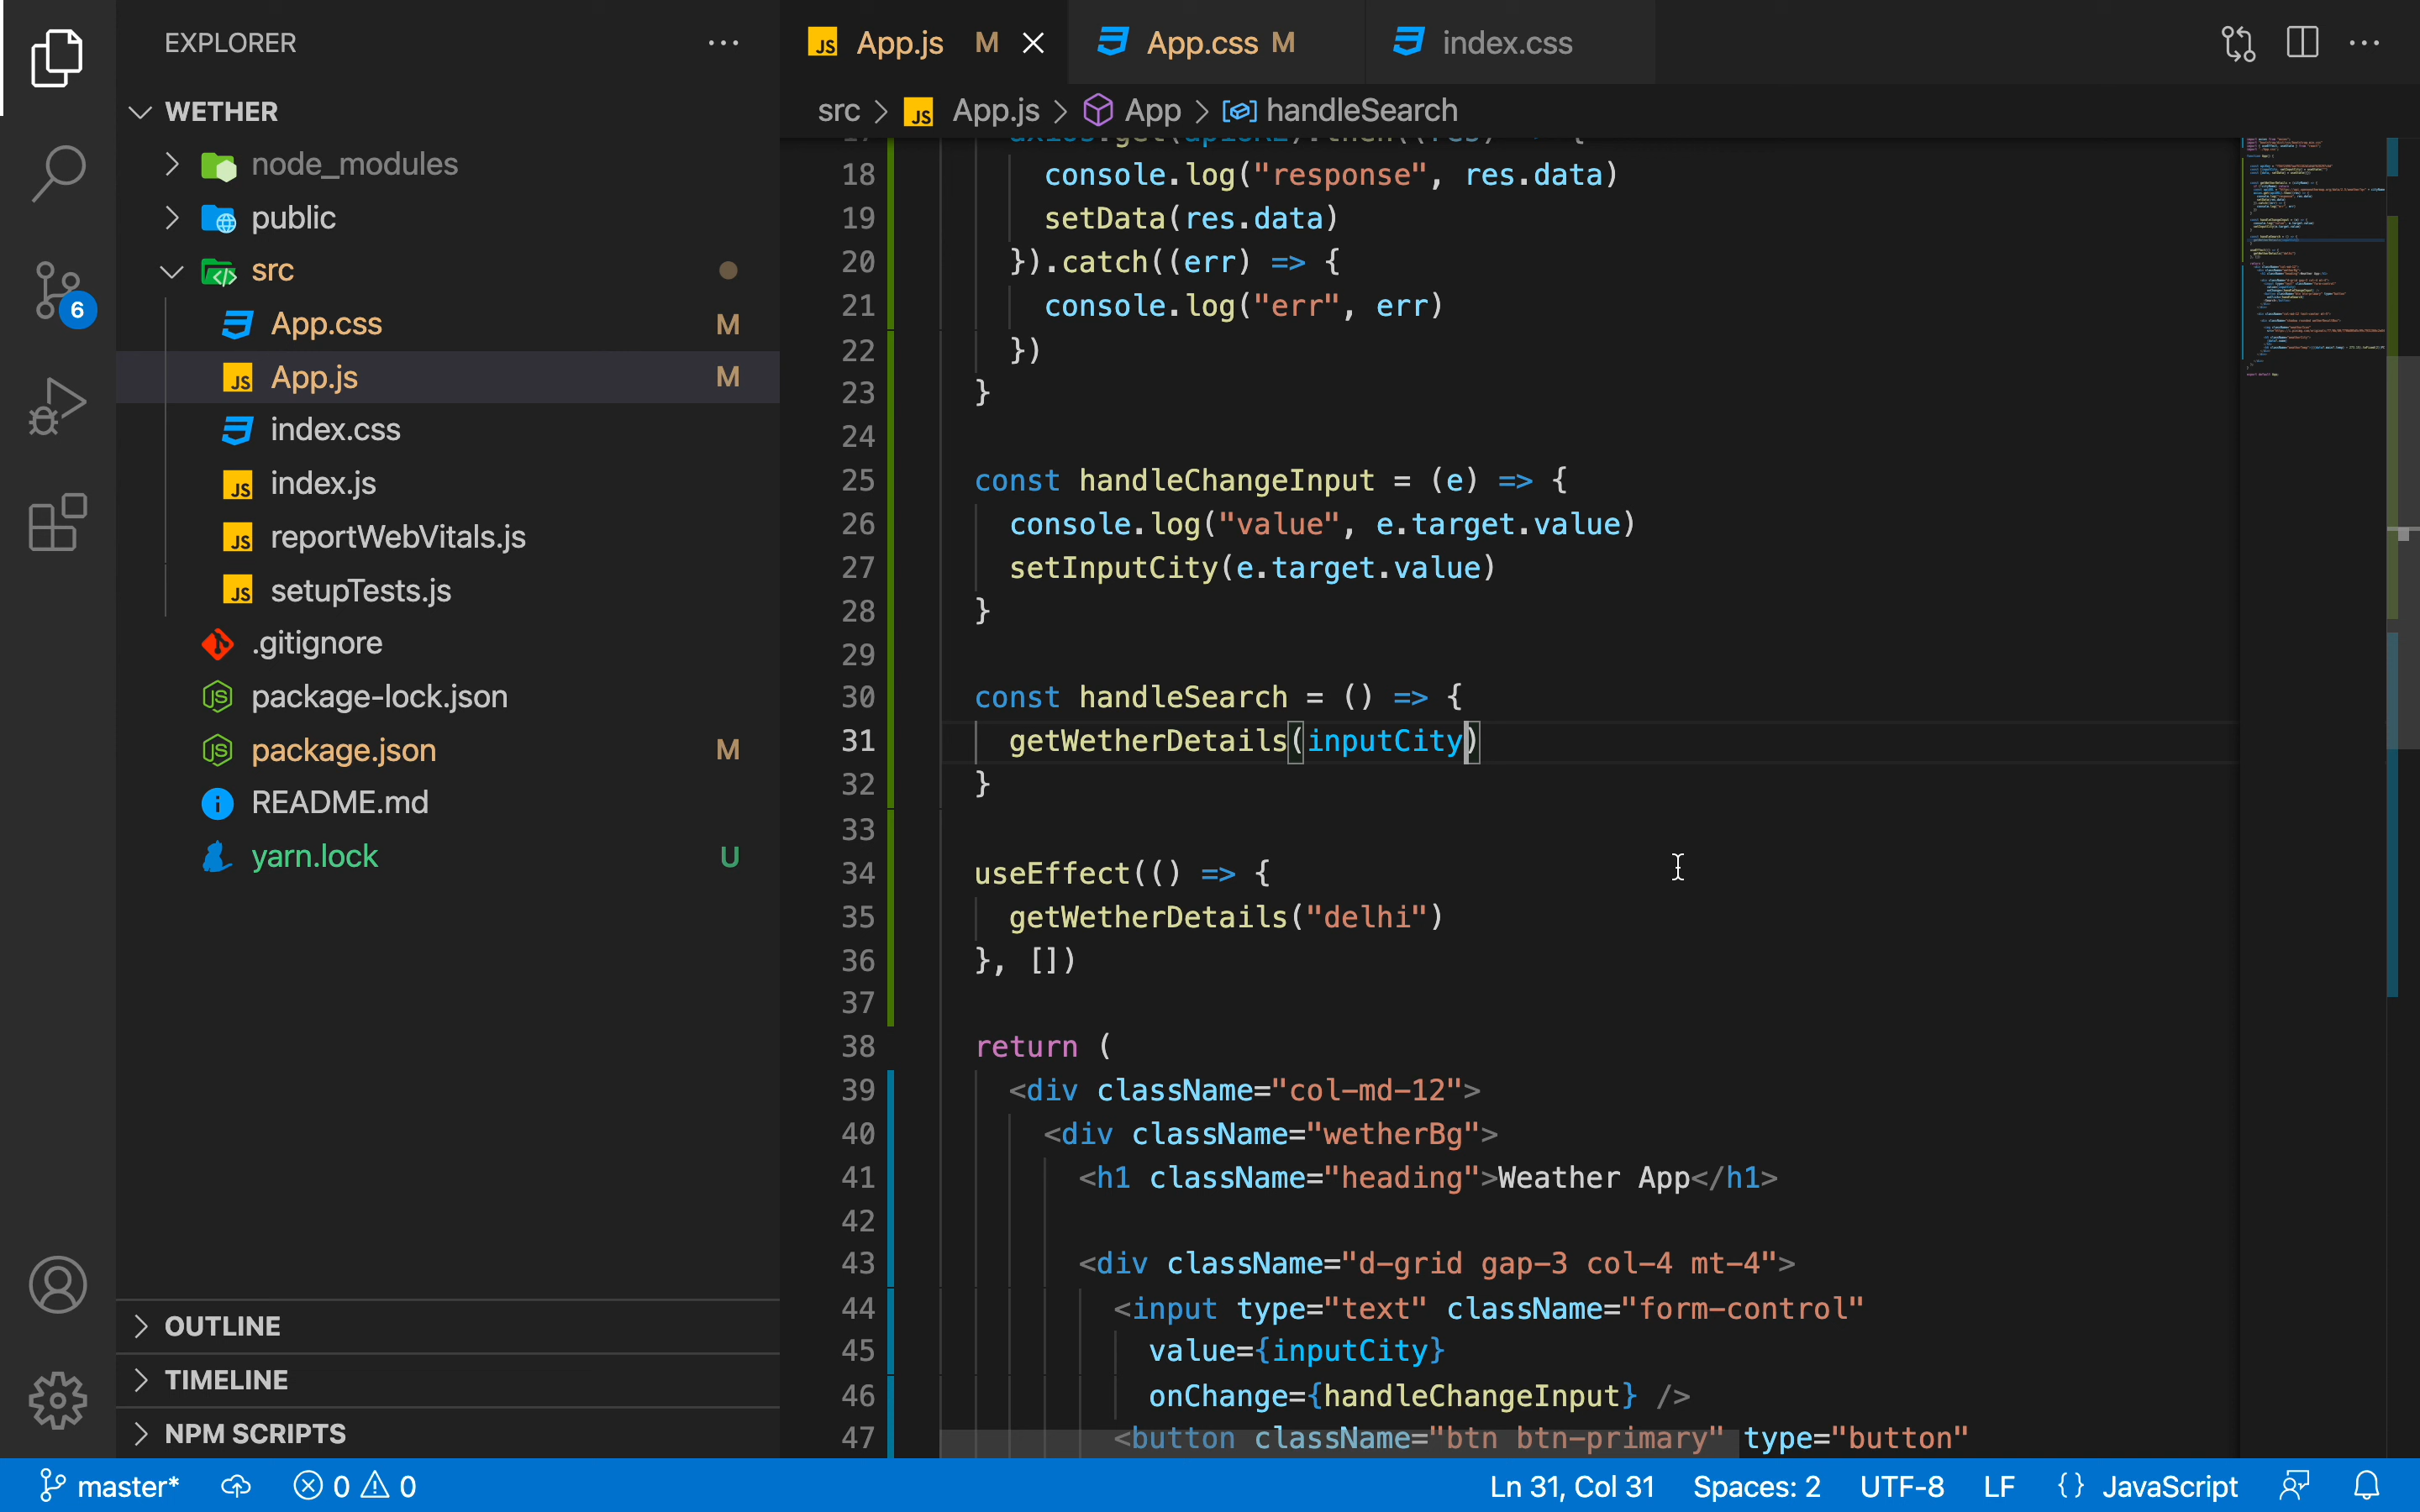 EXPLORER
App.js M
App.css M
index.css
src > App.js > App > handleSearch
WETHER
node_modules
public
src
App.css M
App.js M
index.css
index.js
reportWebVitals.js
setupTests.js
.gitignore
package-lock.json
package.json M
README.md
yarn.lock U
6
OUTLINE
TIMELINE
NPM SCRIPTS
18 console.log("response", res.data)
19 setData(res.data)
20 }).catch((err) => {
21 console.log("err", err)
22 })
23 }
24
25 const handleChangeInput = (e) => {
26 console.log("value", e.target.value)
27 setInputCity(e.target.value)
28 }
29
30 const handleSearch = () => {
31 getWetherDetails(inputCity)
32 }
33
34 useEffect(() => {
35 getWetherDetails("delhi")
36 }, [])
37
38 return (
39 <div className="col-md-12">
40 <div className="wetherBg">
41 <h1 className="heading">Weather App</h1>
42
43 <div className="d-grid gap-3 col-4 mt-4">
44 <input type="text" className="form-control"
45 value={inputCity}
46 onChange={handleChangeInput} />
47 <button className="btn btn-primary" type="button"
master* 0 0 Ln 31, Col 31 Spaces: 2 UTF-8 LF {} JavaScript